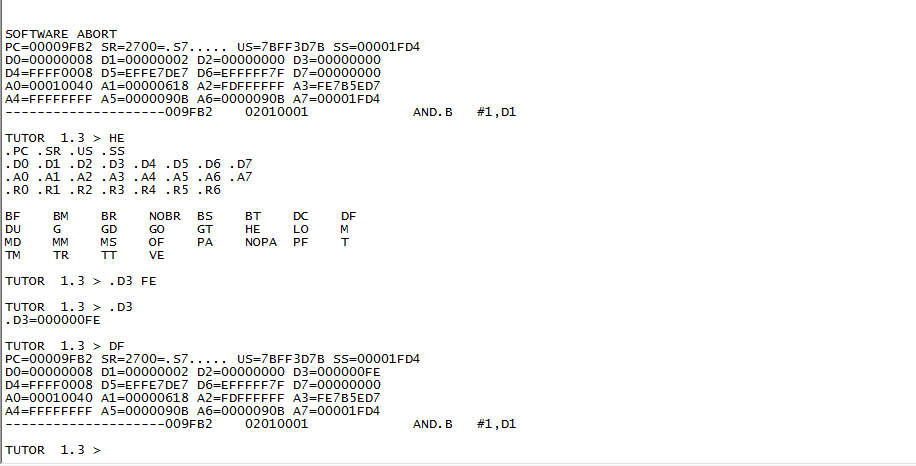 SOFTWARE ABORT
PC=00009FB2 SR=2700=.S7..... US=7BFF3D7B SS=00001FD4
D0=00000008 D1=00000002 D2=00000000 D3=00000000
D4=FFFF0008 D5=EFFE7DE7 D6=EFFFFF7F D7=00000000
A0=00010040 A1=00000618 A2=FDFFFFFF A3=FE7B5ED7
A4=FFFFFFFF A5=0000090B A6=0000090B A7=00001FD4
--------------------009FB2    02010001             AND.B   #1,D1
TUTOR  1.3 > HE
.PC .SR .US .SS
.D0 .D1 .D2 .D3 .D4 .D5 .D6 .D7
.A0 .A1 .A2 .A3 .A4 .A5 .A6 .A7
.R0 .R1 .R2 .R3 .R4 .R5 .R6
BF    BM    BR    NOBR  BS    BT    DC    DF
DU    G     GD    GO    GT    HE    LO    M
MD    MM    MS    OF    PA    NOPA  PF    T
TM    TR    TT    VE
TUTOR  1.3 > .D3 FE
TUTOR  1.3 > .D3
.D3=000000FE
TUTOR  1.3 > DF
PC=00009FB2 SR=2700=.S7..... US=7BFF3D7B SS=00001FD4
D0=00000008 D1=00000002 D2=00000000 D3=000000FE
D4=FFFF0008 D5=EFFE7DE7 D6=EFFFFF7F D7=00000000
A0=00010040 A1=00000618 A2=FDFFFFFF A3=FE7B5ED7
A4=FFFFFFFF A5=0000090B A6=0000090B A7=00001FD4
--------------------009FB2    02010001             AND.B   #1,D1
TUTOR  1.3 >